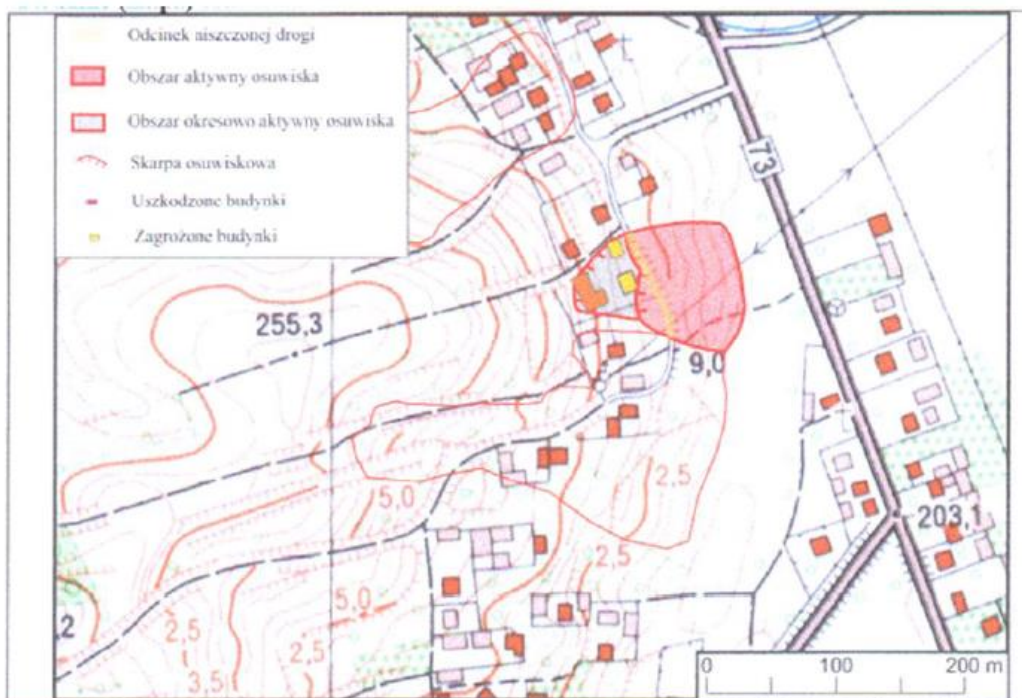 Odcinek niszczonej drogi
Obszar aktywny osuwiska
Obszar okresowo aktywny osuwiska
Skarpa osuwiskowa
Uszkodzone budynki
Zagrożone budynki
73
255,3
9,0
2,5
5,0
203,1
2,5
5,0
,2
2,5
2,5
3,5
0 100 200 m